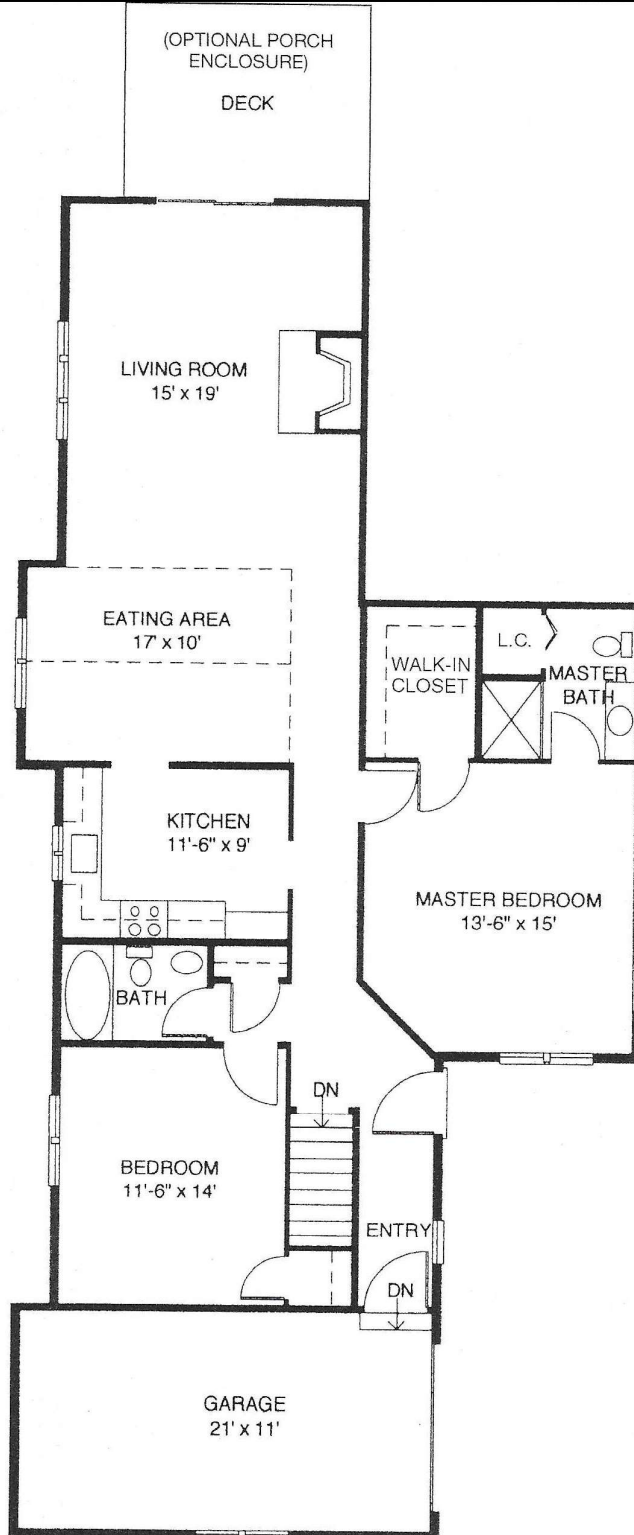 (OPTIONAL PORCH
ENCLOSURE)
DECK
LIVING ROOM
15' x 19'
EATING AREA
17' x 10'
WALK-IN
CLOSET
L.C.
MASTER
BATH
KITCHEN
11'-6" x 9'
MASTER BEDROOM
13'-6" x 15'
BATH
DN
BEDROOM
11'-6" x 14'
ENTRY
DN
GARAGE
21' x 11'